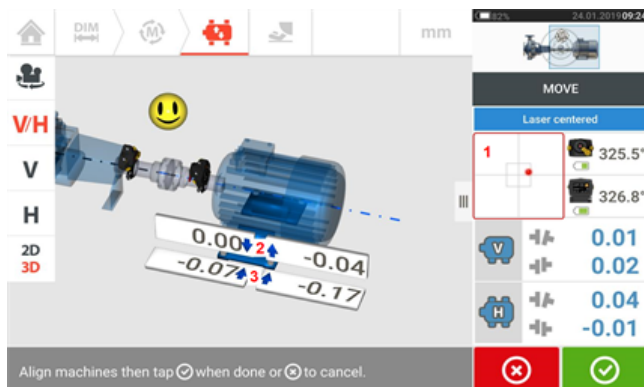 DIM
M
mm
82%
24.01.2019 09:24
MOVE
Laser centered
V/H
V
H
2D
3D
1
325.5°
326.8°
0.00
2
-0.04
-0.07
3
-0.17
V
0.01
0.02
H
0.04
-0.01
Align machines then tap when done or to cancel.